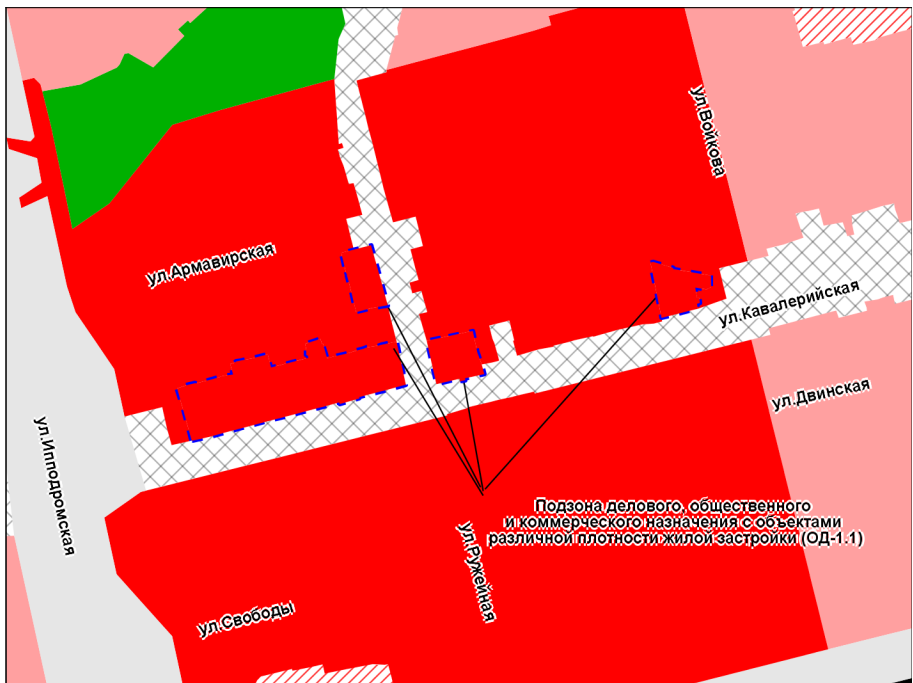 ул.Войкова
ул.Армавирская
ул.Кавалерийская
ул.Двинская
ул.Ипподромская
Подзона делового, общественного
и коммерческого назначения с объектами
различной плотности жилой застройки (ОД-1.1)
ул.Ружейная
ул.Свободы